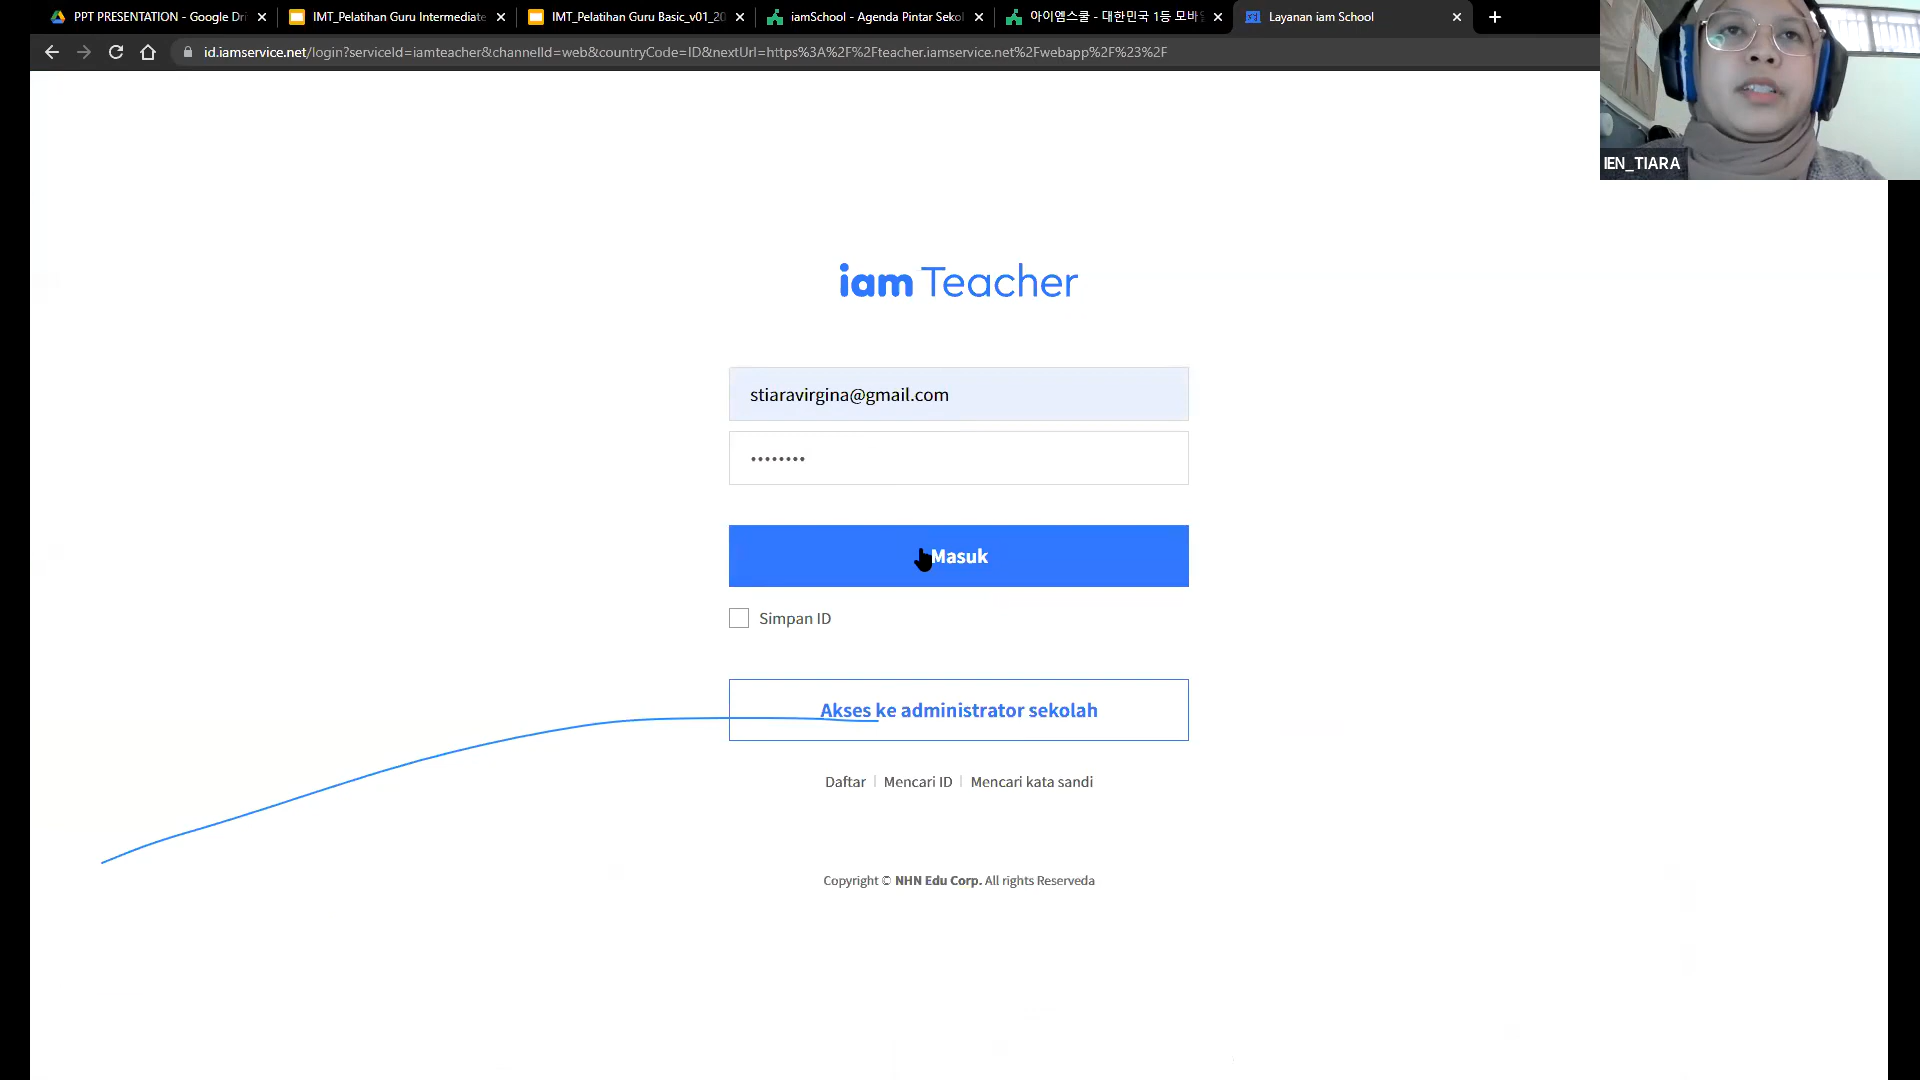 PPT PRESENTATION - Google Dri
IMT_Pelatihan Guru Intermediate
IMT_Pelatihan Guru Basic_v01_20
iamSchool - Agenda Pintar Sekol
아이엠스쿨 - 대한민국 1등 모바
Layanan iam School
id.iamservice.net/login?serviceId=iamteacher&channelId=web&countryCode=ID&nextUrl=https%3A%2F%2Fteacher.iamservice.net%2Fwebapp%2F%23%2F
IEN_TIARA
iam Teacher
stiaravirgina@gmail.com
••••••••
Masuk
Simpan ID
Akses ke administrator sekolah
Daftar | Mencari ID | Mencari kata sandi
Copyright © NHN Edu Corp. All rights Reserveda